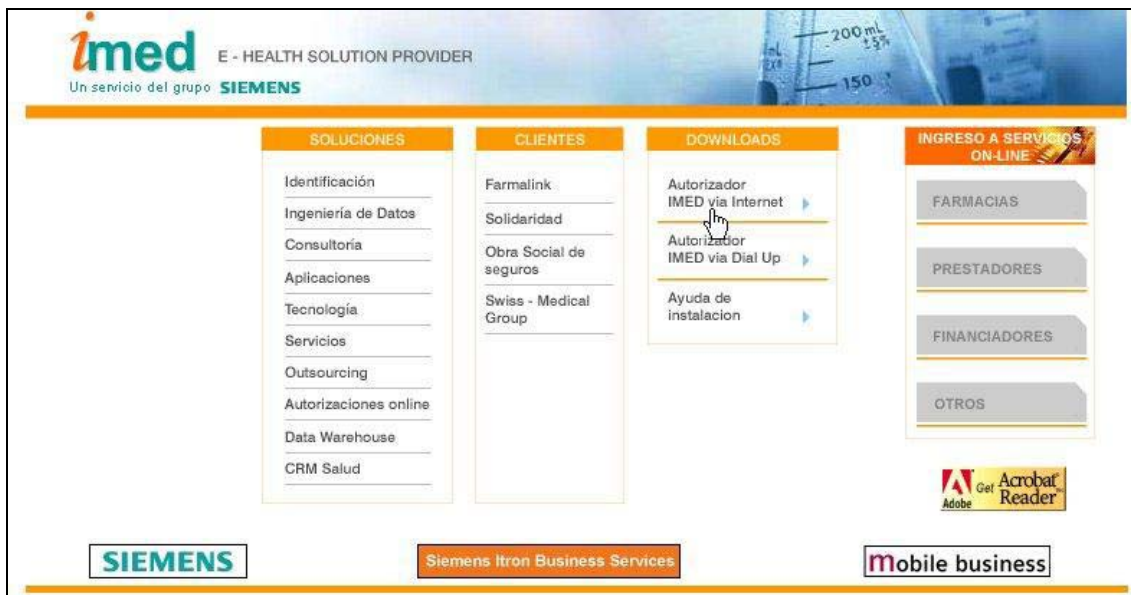 imed
E - HEALTH SOLUTION PROVIDER
Un servicio del grupo SIEMENS
200 mL
±5%
150
SOLUCIONES
Identificación
Ingeniería de Datos
Consultoría
Aplicaciones
Tecnología
Servicios
Outsourcing
Autorizaciones online
Data Warehouse
CRM Salud
CLIENTES
Farmalink
Solidaridad
Obra Social de
seguros
Swiss - Medical
Group
DOWNLOADS
Autorizador
IMED via Internet
Autorizador
IMED via Dial Up
Ayuda de
instalacion
INGRESO A SERVICIOS
ON-LINE
FARMACIAS
PRESTADORES
FINANCIADORES
OTROS
Adobe
Get Acrobat
Reader
SIEMENS
Siemens Itron Business Services
mobile business